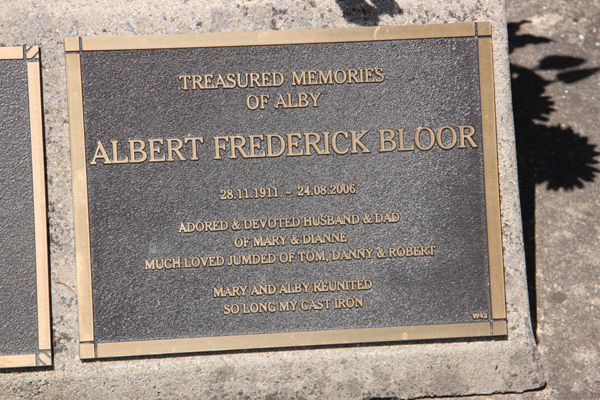 TREASURED MEMORIES
OF ALBY
ALBERT FREDERICK BLOOR
28.11.1911 - 24.08.2006
ADORED & DEVOTED HUSBAND & DAD
OF MARY & DIANNE
MUCH LOVED JUMDED OF TOM, DANNY & ROBERT
MARY AND ALBY REUNITED
SO LONG MY CAST IRON
W43